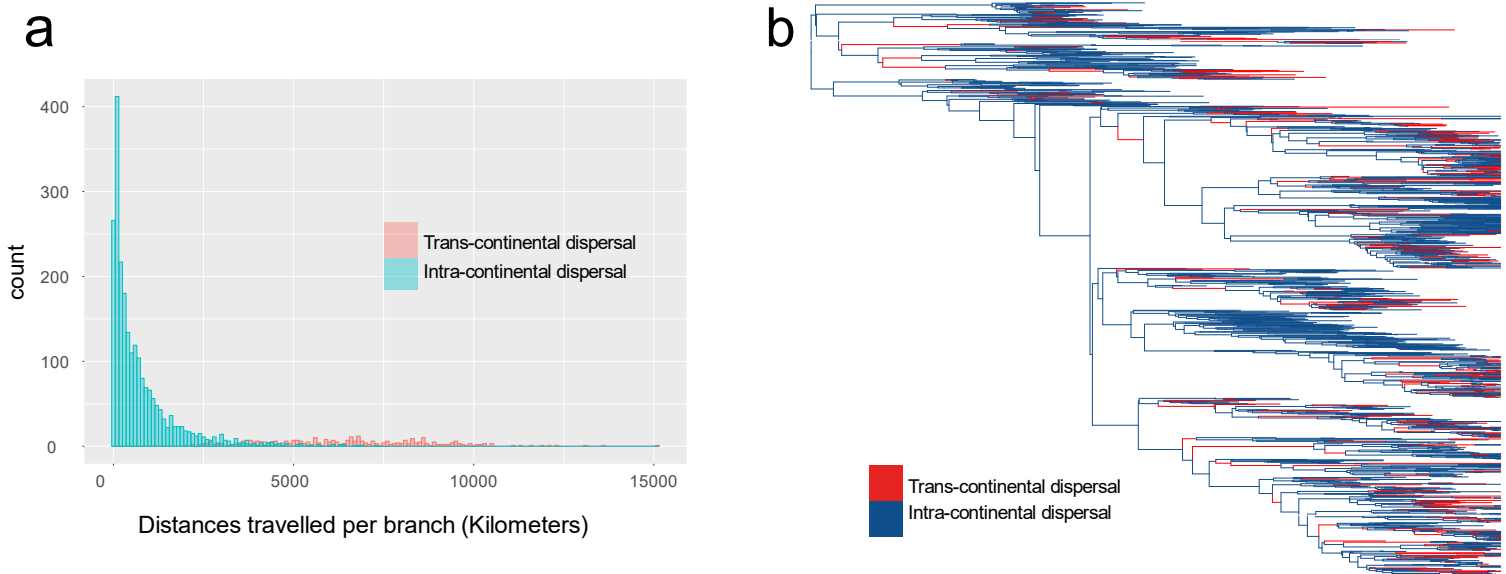 a
count
400
300
200
100
0
Trans-continental dispersal
Intra-continental dispersal
0 5000 10000 15000
Distances travelled per branch (Kilometers)
b
Trans-continental dispersal
Intra-continental dispersal